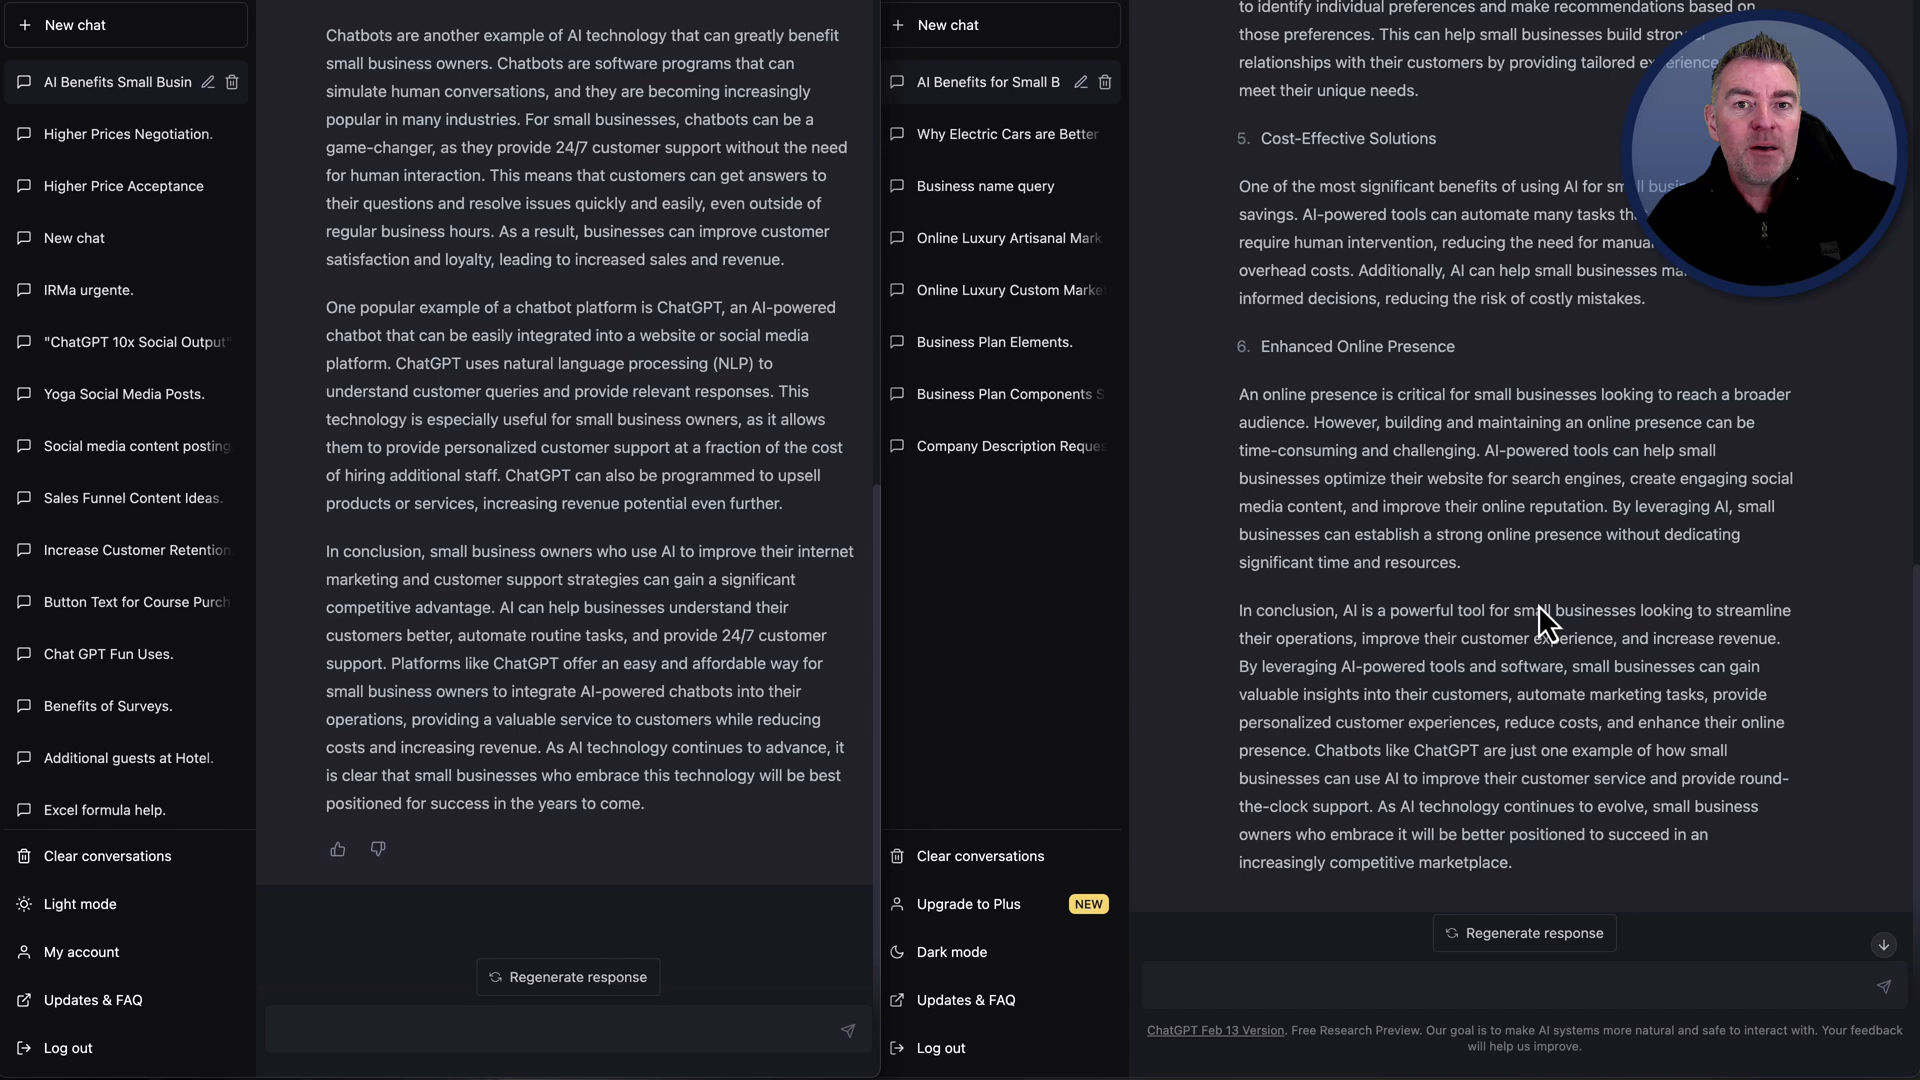 New chat
AI Benefits Small Busin
Higher Prices Negotiation.
Higher Price Acceptance
New chat
IRMa urgente.
"ChatGPT 10x Social Output"
Yoga Social Media Posts.
Social media content posting
Sales Funnel Content Ideas.
Increase Customer Retention
Button Text for Course Purch
Chat GPT Fun Uses.
Benefits of Surveys.
Additional guests at Hotel.
Excel formula help.
Clear conversations
Light mode
My account
Updates & FAQ
Log out
Chatbots are another example of AI technology that can greatly benefit
small business owners. Chatbots are software programs that can
simulate human conversations, and they are becoming increasingly
popular in many industries. For small businesses, chatbots can be a
game-changer, as they provide 24/7 customer support without the need
for human interaction. This means that customers can get answers to
their questions and resolve issues quickly and easily, even outside of
regular business hours. As a result, businesses can improve customer
satisfaction and loyalty, leading to increased sales and revenue.
One popular example of a chatbot platform is ChatGPT, an AI-powered
chatbot that can be easily integrated into a website or social media
platform. ChatGPT uses natural language processing (NLP) to
understand customer queries and provide relevant responses. This
technology is especially useful for small business owners, as it allows
them to provide personalized customer support at a fraction of the cost
of hiring additional staff. ChatGPT can also be programmed to upsell
products or services, increasing revenue potential even further.
In conclusion, small business owners who use AI to improve their internet
marketing and customer support strategies can gain a significant
competitive advantage. AI can help businesses understand their
customers better, automate routine tasks, and provide 24/7 customer
support. Platforms like ChatGPT offer an easy and affordable way for
small business owners to integrate AI-powered chatbots into their
operations, providing a valuable service to customers while reducing
costs and increasing revenue. As AI technology continues to advance, it
is clear that small businesses who embrace this technology will be best
positioned for success in the years to come.
Regenerate response
New chat
AI Benefits for Small B
Why Electric Cars are Better
Business name query
Online Luxury Artisanal Mark
Online Luxury Custom Marke
Business Plan Elements.
Business Plan Components S
Company Description Reques
Clear conversations
Upgrade to Plus NEW
Dark mode
Updates & FAQ
Log out
to identify individual preferences and make recommendations based on
those preferences. This can help small businesses build
relationships with their customers by providing tailored
meet their unique needs.
5. Cost-Effective Solutions
One of the most significant benefits of using AI for
savings. AI-powered tools can automate many tasks
require human intervention, reducing the need for
overhead costs. Additionally, AI can help small businesses
informed decisions, reducing the risk of costly mistakes.
6. Enhanced Online Presence
An online presence is critical for small businesses looking to reach a broader
audience. However, building and maintaining an online presence can be
time-consuming and challenging. AI-powered tools can help small
businesses optimize their website for search engines, create engaging social
media content, and improve their online reputation. By leveraging AI, small
businesses can establish a strong online presence without dedicating
significant time and resources.
In conclusion, AI is a powerful tool for small businesses looking to streamline
their operations, improve their customer experience, and increase revenue.
By leveraging AI-powered tools and software, small businesses can gain
valuable insights into their customers, automate marketing tasks, provide
personalized customer experiences, reduce costs, and enhance their online
presence. Chatbots like ChatGPT are just one example of how small
businesses can use AI to improve their customer service and provide round-
the-clock support. As AI technology continues to evolve, small business
owners who embrace it will be better positioned to succeed in an
increasingly competitive marketplace.
Regenerate response
ChatGPT Feb 13 Version. Free Research Preview. Our goal is to make AI systems more natural and safe to interact with. Your feedback
will help us improve.